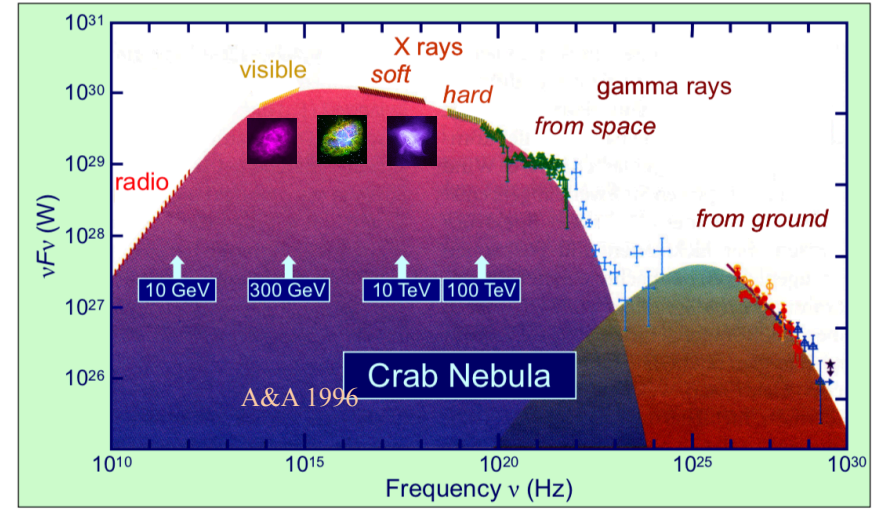 10³¹
10³⁰
10²⁹
10²⁸
10²⁷
10²⁶
νFν (W)
X rays
visible
soft
hard
gamma rays
from space
radio
from ground
10 GeV
300 GeV
10 TeV
100 TeV
Crab Nebula
A&A 1996
10¹⁰
10¹⁵
10²⁰
10²⁵
10³⁰
Frequency ν (Hz)